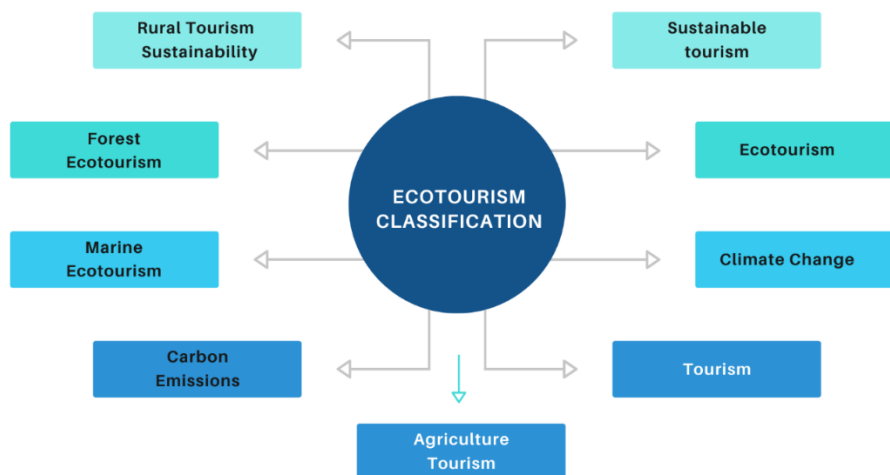 Rural Tourism
Sustainability
Sustainable
tourism
Forest
Ecotourism
Ecotourism
ECOTOURISM
CLASSIFICATION
Marine
Ecotourism
Climate Change
Carbon
Emissions
Tourism
Agriculture
Tourism